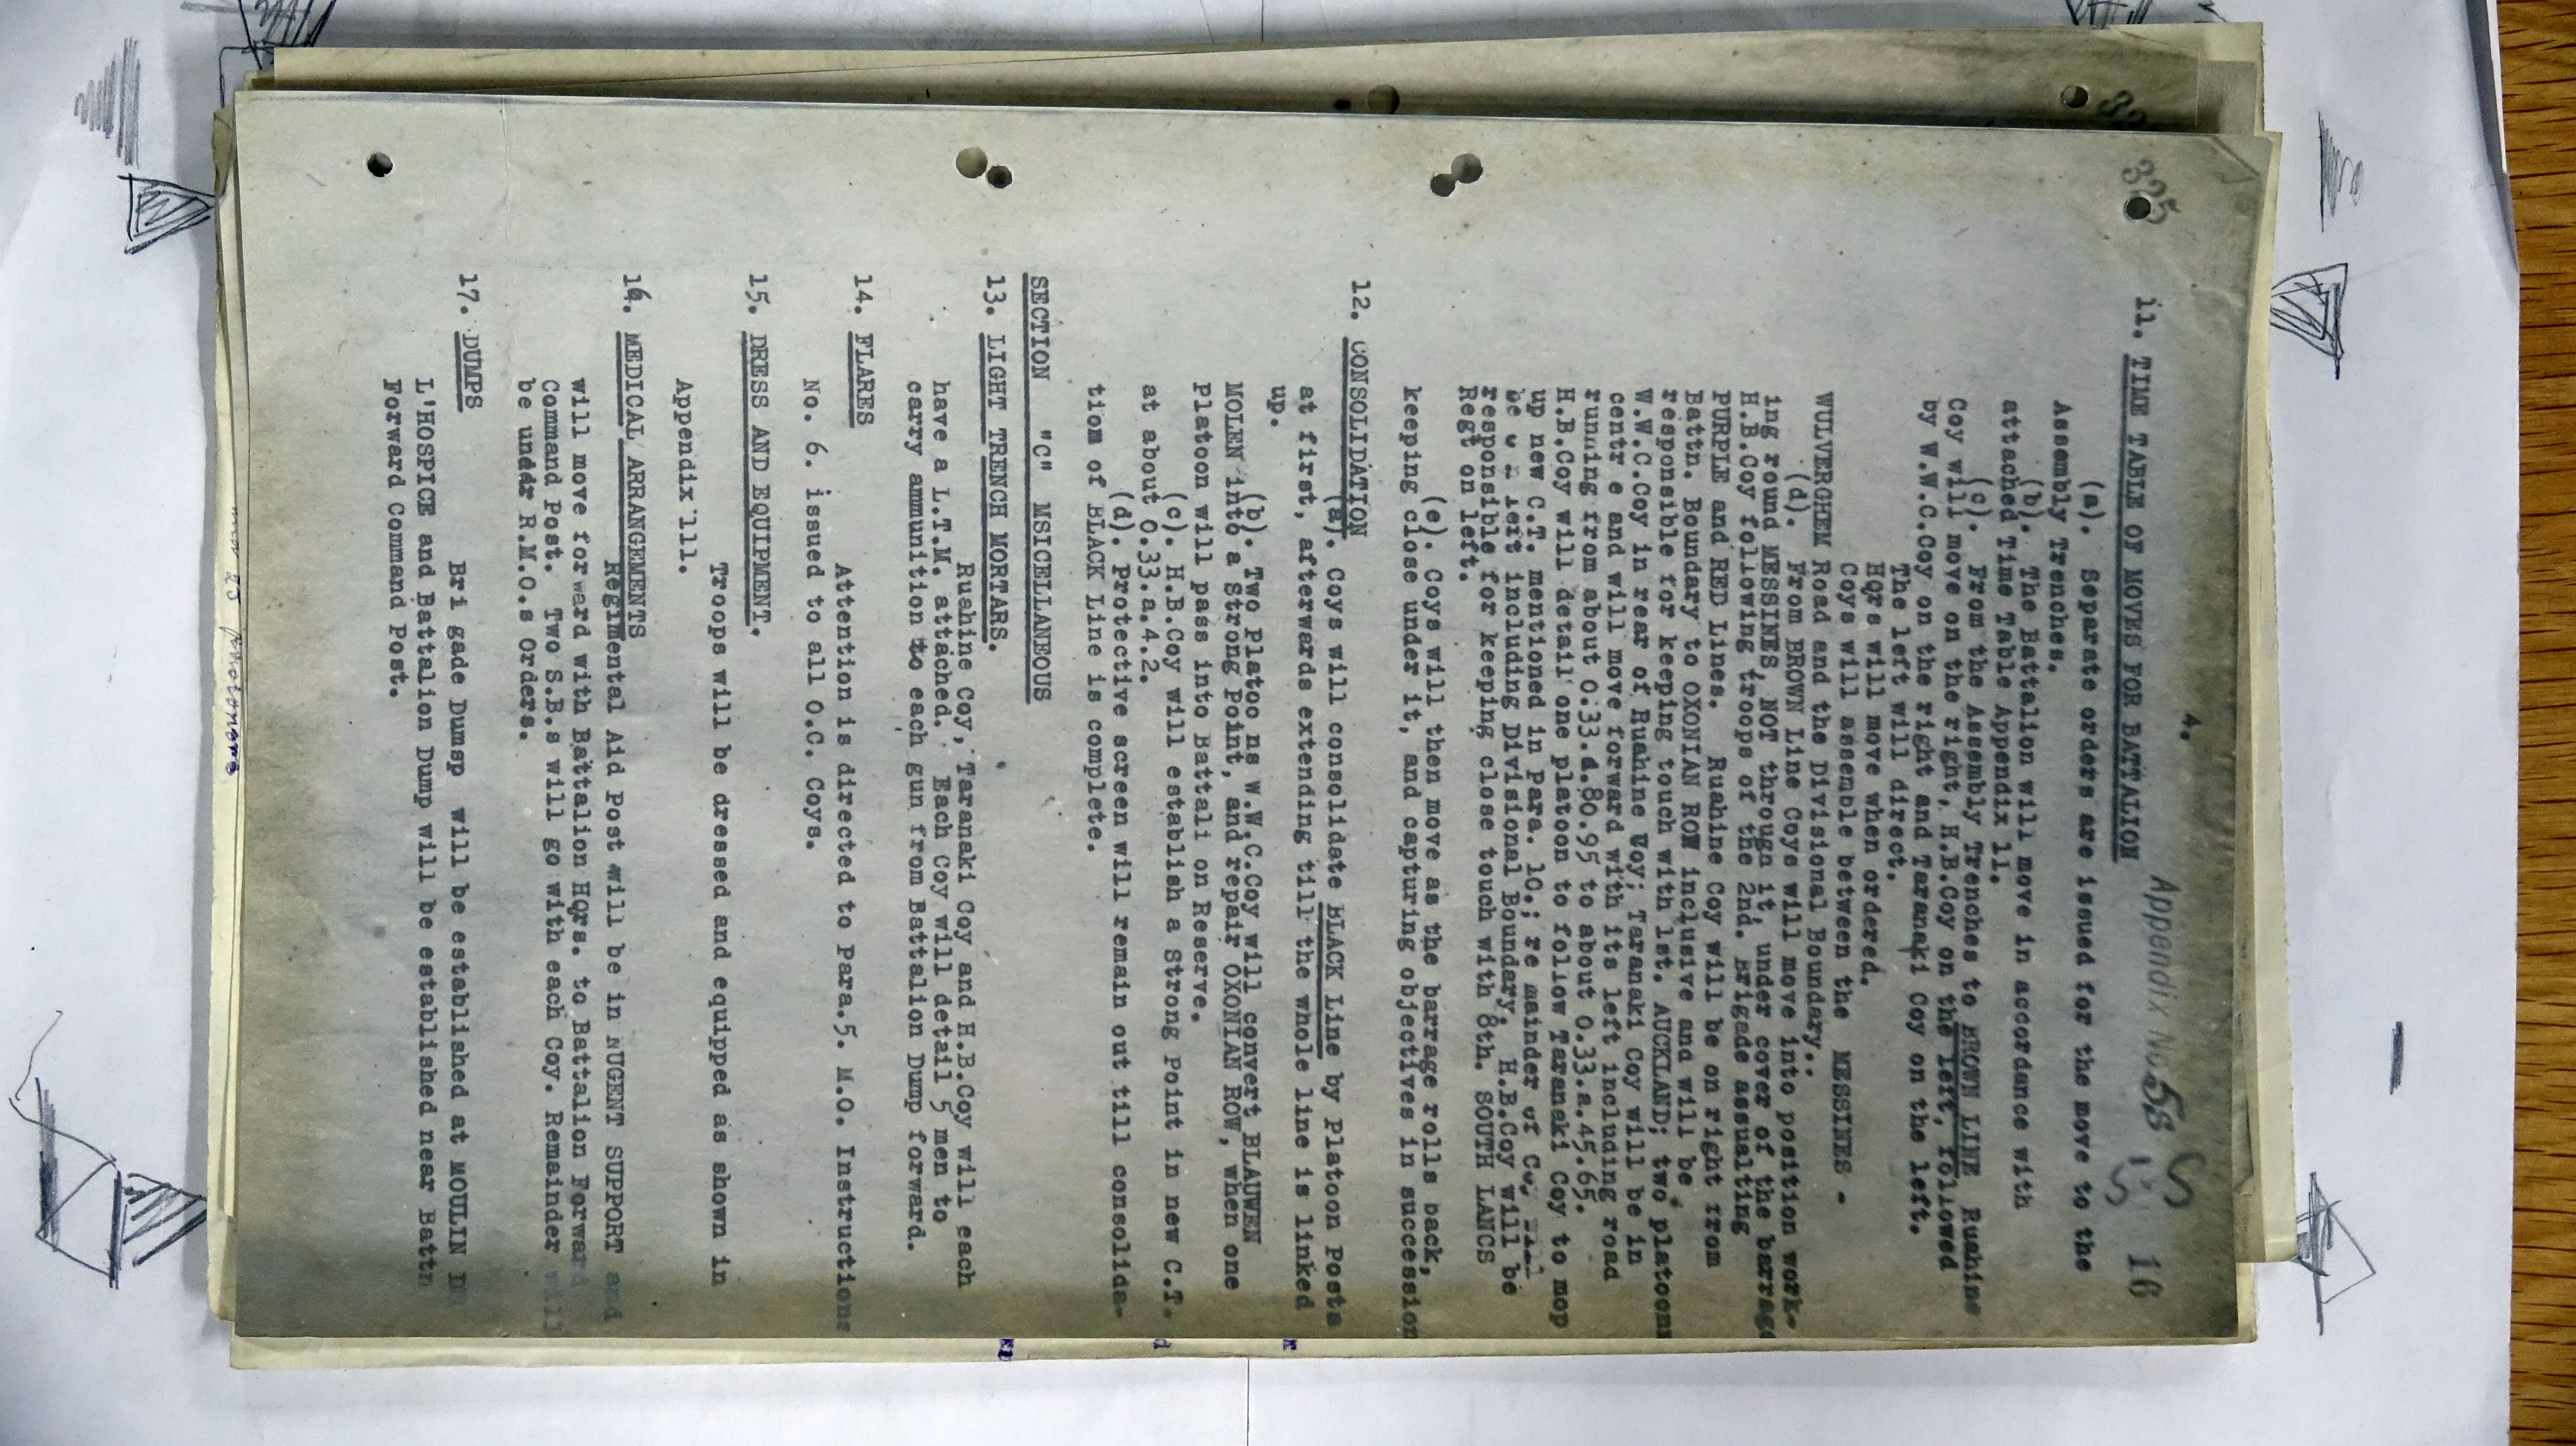 325
4.
Appendix No. 58
16
i1. TIME TABLE OF MOVES FOR BATTALION
(a). Separate orders are issued for the move to the
Assembly Trenches.
(b). The Battalion will move in accordance with
attached Time Table Appendix 11.
(c). From the Assembly Trenches to BROWN LINE Ruahine
Coy will move on the right, H.B.Coy on the left, followed
by W.W.C.Coy on the right and Taranaki Coy on the left.
The left will direct.
HQrs will move when ordered.
Coys will assemble between the MESSINES -
WULVERGHEM Road and the Divisional Boundary..
(d). From BROWN Line Coys will move into position work-
ing round MESSINES, NOT through it, under cover of the barrage
H.B.Coy following troops of the 2nd. Brigade assualting
PURPLE and RED Lines. Ruahine Coy will be on right from
Battn. Boundary to OXONIAN ROW inclusive and will be
responsible for keeping touch with 1st. AUCKLAND; two platoons
W.W.C.Coy in rear of Ruahine Coy; Taranaki Coy will be in
centr e and will move forward with its left including road
running from about O.33.d.80.95 to about O.33.a.45.65.
H.B.Coy will detail one platoon to follow Taranaki Coy to mop
up new C.T. mentioned in Para. 10.; re mainder of Coy will
be on left including Divisional Boundary. H.B.Coy will be
responsible for keeping close touch with 8th. SOUTH LANCS
Regt on left.
(e). Coys will then move as the barrage rolls back,
keeping close under it, and capturing objectives in succession
12. CONSOLIDATION
(a). Coys will consolidate BLACK Line by Platoon Posts
at first, afterwards extending till the whole line is linked
up.
(b). Two Platoo ns W.W.C.Coy will convert BLAUWEN
MOLEN into a Strong Point, and repair OXONIAN ROW, when one
Platoon will pass into Battali on Reserve.
(c). H.B.Coy will establish a Strong Point in new C.T.
at about O.33.a.4.2.
(d). Protective screen will remain out till consolida-
tiom of BLACK Line is complete.
SECTION "C" MSICELLANEOUS
13. LIGHT TRENCH MORTARS.
Ruahine Coy, Taranaki Coy and H.B.Coy will each
have a L.T.M. attached. Each Coy will detail 5 men to
carry ammunition to each gun from Battalion Dump forward.
14. FLARES
Attention is directed to Para.5. M.O. Instructions
No. 6. issued to all O.C. Coys.
15. DRESS AND EQUIPMENT.
Troops will be dressed and equipped as shown in
Appendix 111.
16. MEDICAL ARRANGEMENTS
Regimental Aid Post will be in NUGENT SUPPORT and
will move forward with Battalion Hqrs. to Battalion Forward
Command Post. Two S.B.s will go with each Coy. Remainder will
be under R.M.O.s Orders.
17. DUMPS
Bri gade Dumsp will be established at MOULIN DE
L'HOSPICE and Battalion Dump will be established near Battn
Forward Command Post.